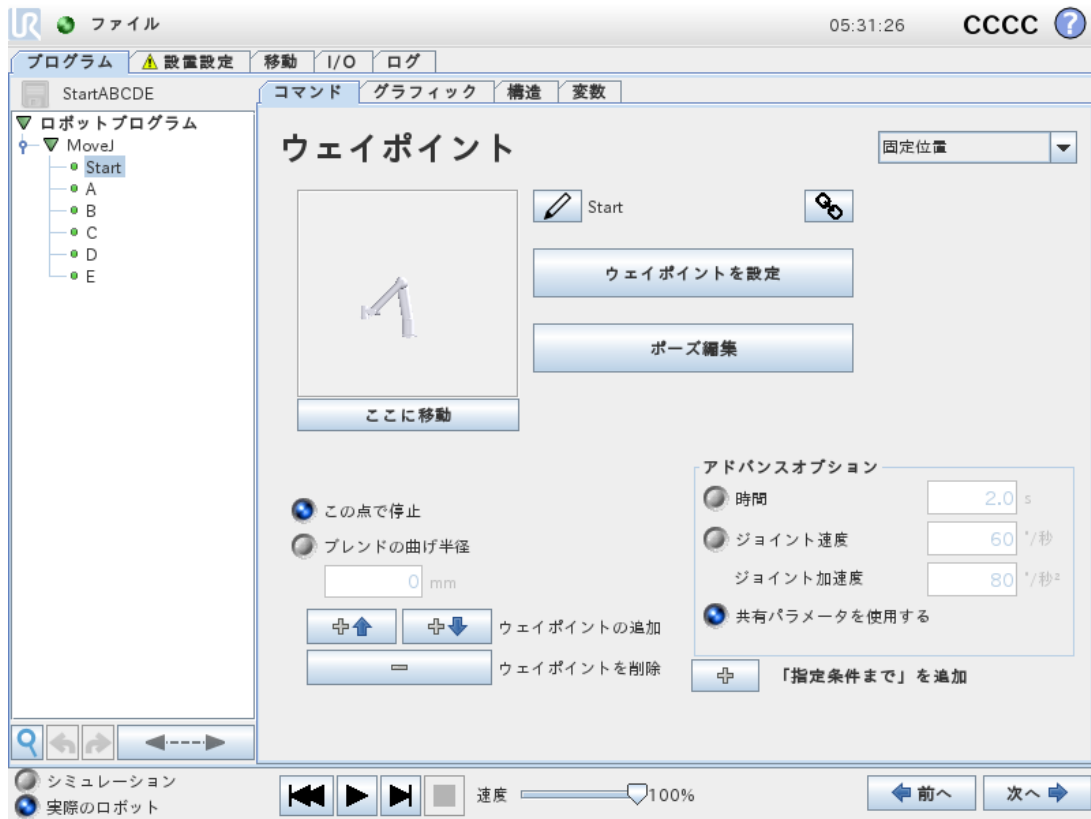 UR ファイル 05:31:26 CCCC ?
プログラム 設置設定 移動 I/O ログ
StartABCDE
コマンド グラフィック 構造 変数
ロボットプログラム
MoveJ
Start
A
B
C
D
E
ウェイポイント
固定位置
Start
ウェイポイントを設定
ポーズ編集
ここに移動
この点で停止
ブレンドの曲げ半径
0 mm
ウェイポイントの追加
ウェイポイントを削除
アドバンスオプション
時間 2.0 s
ジョイント速度 60 °/秒
ジョイント加速度 80 °/秒²
共有パラメータを使用する
「指定条件まで」を追加
シミュレーション
実際のロボット
速度 100%
前へ 次へ